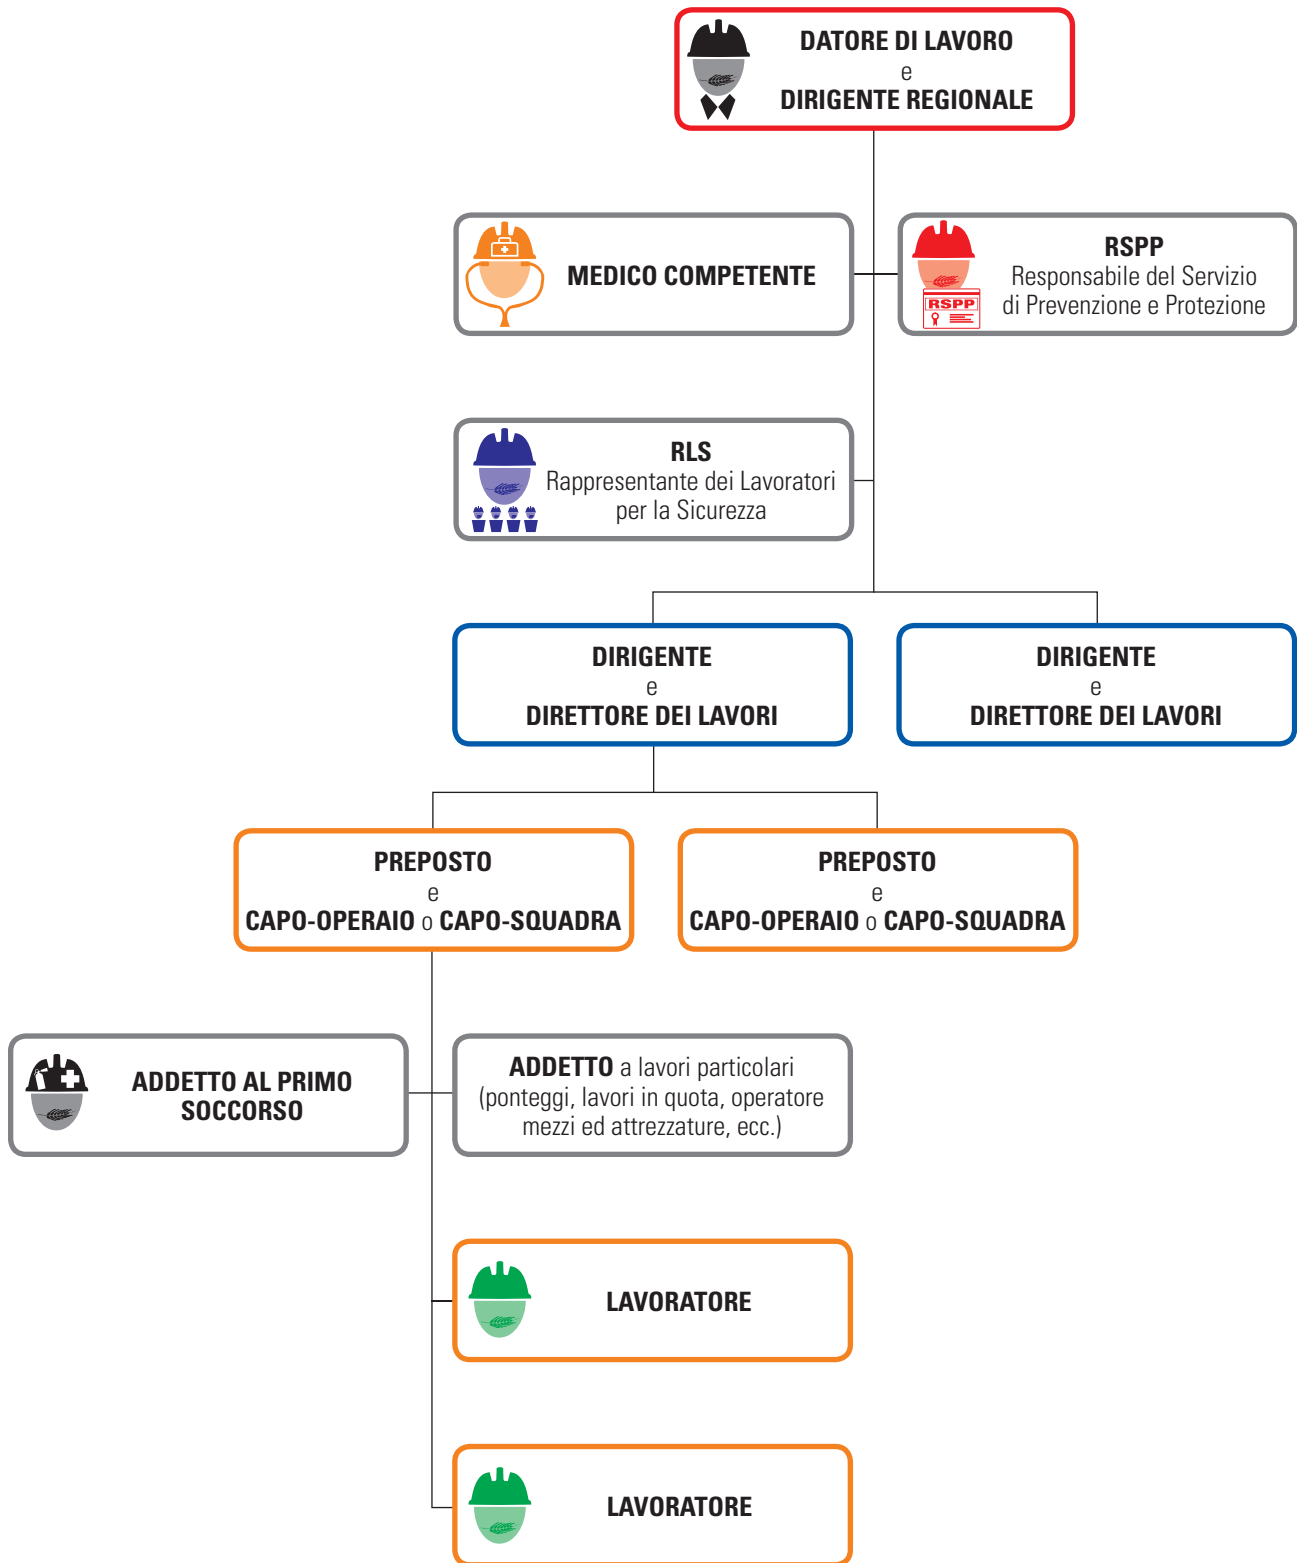 DATORE DI LAVORO
e
DIRIGENTE REGIONALE
MEDICO COMPETENTE
RSPP
Responsabile del Servizio
di Prevenzione e Protezione
RSPP
RLS
Rappresentante dei Lavoratori
per la Sicurezza
DIRIGENTE
e
DIRETTORE DEI LAVORI
DIRIGENTE
e
DIRETTORE DEI LAVORI
PREPOSTO
e
CAPO-OPERAIO o CAPO-SQUADRA
PREPOSTO
e
CAPO-OPERAIO o CAPO-SQUADRA
ADDETTO AL PRIMO
SOCCORSO
ADDETTO a lavori particolari
(ponteggi, lavori in quota, operatore
mezzi ed attrezzature, ecc.)
LAVORATORE
LAVORATORE